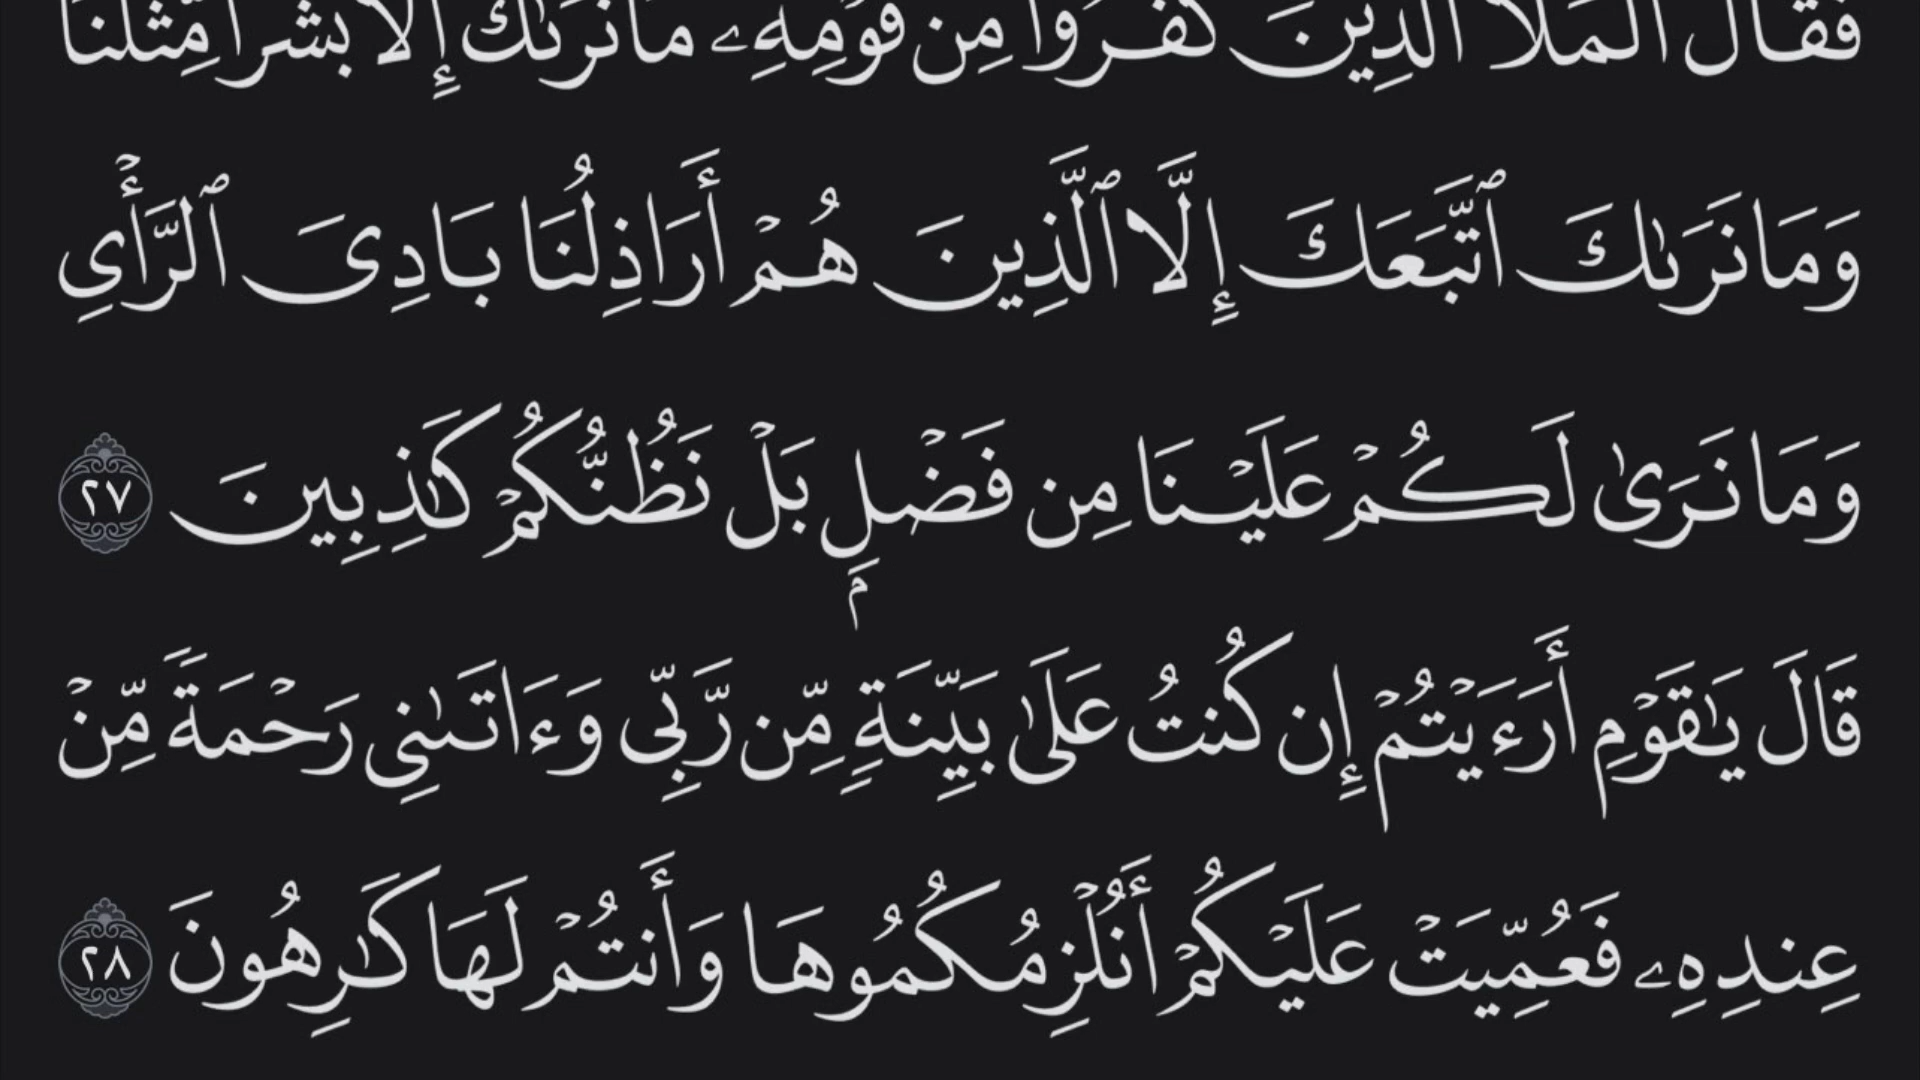 فَقَالَ ٱلۡمَلَأُ ٱلَّذِينَ كَفَرُواْ مِن قَوۡمِهِۦ مَا نَرَىٰكَ إِلَّا بَشَرٗا مِّثۡلَنَا
وَمَا نَرَىٰكَ ٱتَّبَعَكَ إِلَّا ٱلَّذِينَ هُمۡ أَرَاذِلُنَا بَادِيَ ٱلرَّأۡيِ
وَمَا نَرَىٰ لَكُمۡ عَلَيۡنَا مِن فَضۡلِۭ بَلۡ نَظُنُّكُمۡ كَٰذِبِينَ ٢٧
قَالَ يَٰقَوۡمِ أَرَءَيۡتُمۡ إِن كُنتُ عَلَىٰ بَيِّنَةٖ مِّن رَّبِّي وَءَاتَىٰنِي رَحۡمَةٗ مِّنۡ
عِندِهِۦ فَعُمِّيَتۡ عَلَيۡكُمۡ أَنُلۡزِمُكُمُوهَا وَأَنتُمۡ لَهَا كَٰرِهُونَ ٢٨